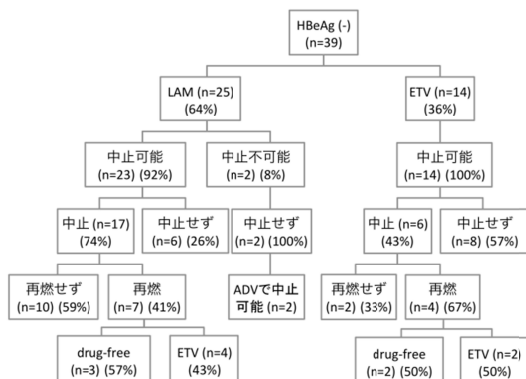 HBeAg (-)
(n=39)
LAM (n=25)
(64%)
ETV (n=14)
(36%)
中止可能
(n=23) (92%)
中止不可能
(n=2) (8%)
中止可能
(n=14) (100%)
中止 (n=17)
(74%)
中止せず
(n=6) (26%)
中止せず
(n=2) (100%)
中止 (n=6)
(43%)
中止せず
(n=8) (57%)
再燃せず
(n=10) (59%)
再燃
(n=7) (41%)
ADVで中止
可能 (n=2)
再燃せず
(n=2) (33%)
再燃
(n=4) (67%)
drug-free
(n=3) (57%)
ETV (n=4)
(43%)
drug-free
(n=2) (50%)
ETV (n=2)
(50%)